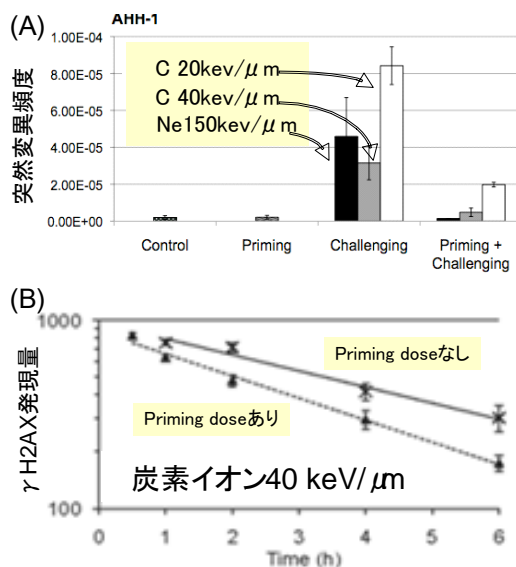 (A)
AHH-1
突然変異頻度
1.00E-04
8.00E-05
6.00E-05
4.00E-05
2.00E-05
0.00E+00
C 20kev/μm
C 40kev/μm
Ne150kev/μm
Control
Priming
Challenging
Priming +
Challenging
(B)
γH2AX発現量
1000
100
Priming doseなし
Priming doseあり
炭素イオン40 keV/μm
0
1
2
3
4
5
6
Time (h)